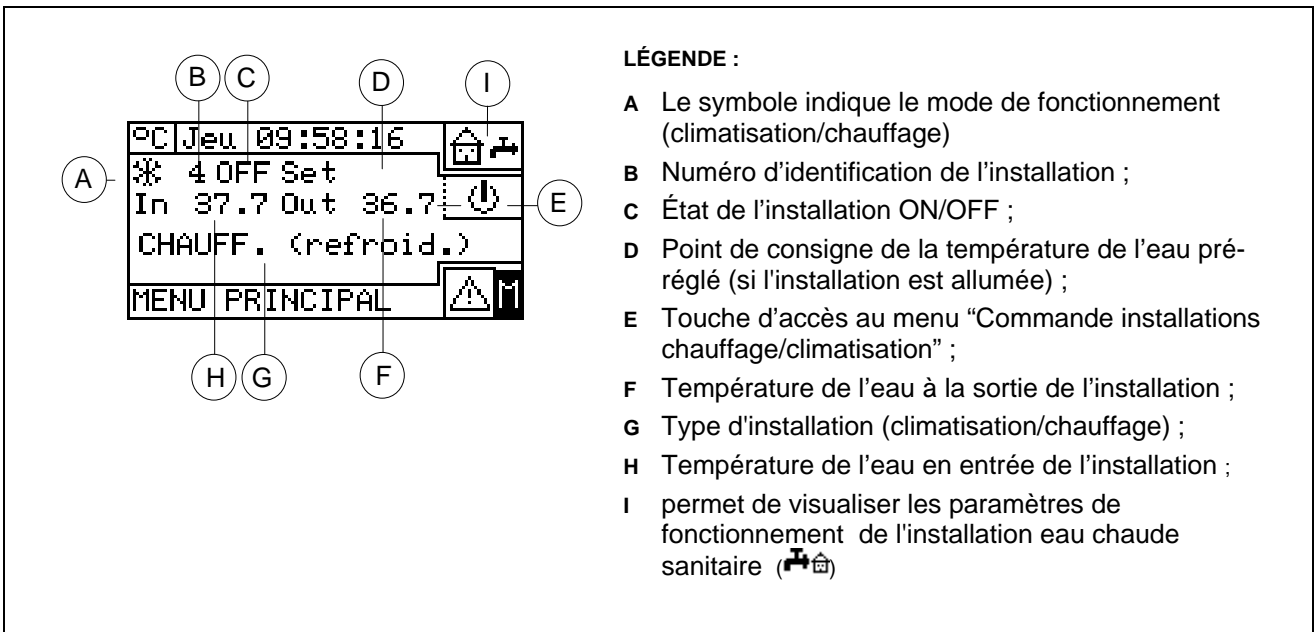 B C D I
°C Jeu 09:58:16
A
4 OFF Set
In 37.7 Out 36.7
E
CHAUFF. (refroid.)
MENU PRINCIPAL M
H G F
LÉGENDE :
A Le symbole indique le mode de fonctionnement
(climatisation/chauffage)
B Numéro d’identification de l’installation ;
C État de l’installation ON/OFF ;
D Point de consigne de la température de l’eau pré-
réglé (si l'installation est allumée) ;
E Touche d’accès au menu “Commande installations
chauffage/climatisation” ;
F Température de l’eau à la sortie de l’installation ;
G Type d'installation (climatisation/chauffage) ;
H Température de l’eau en entrée de l’installation ;
I permet de visualiser les paramètres de
fonctionnement de l'installation eau chaude
sanitaire ()